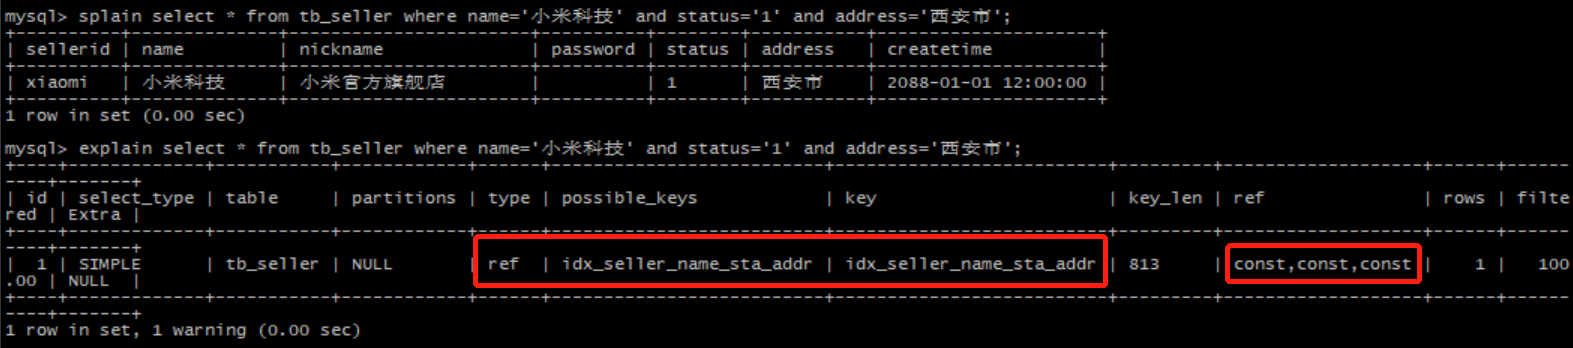 mysql> splain select * from tb_seller where name='小米科技' and status='1' and address='西安市';
+----------+--------------+-----------------------+----------+--------+-----------+---------------------+
| sellerid | name | nickname | password | status | address | createtime |
+----------+--------------+-----------------------+----------+--------+-----------+---------------------+
| xiaomi | 小米科技 | 小米官方旗舰店 | | 1 | 西安市 | 2088-01-01 12:00:00 |
+----------+--------------+-----------------------+----------+--------+-----------+---------------------+
1 row in set (0.00 sec)
mysql> explain select * from tb_seller where name='小米科技' and status='1' and address='西安市';
+----+-------------+-----------+------------+------+--------------------------+--------------------------+---------+-------------------+------+------
----+-------+
| id | select_type | table | partitions | type | possible_keys | key | key_len | ref | rows | filte
red | Extra |
+----+-------------+-----------+------------+------+--------------------------+--------------------------+---------+-------------------+------+------
----+-------+
| 1 | SIMPLE | tb_seller | NULL | ref | idx_seller_name_sta_addr | idx_seller_name_sta_addr | 813 | const,const,const | 1 | 100
.00 | NULL |
+----+-------------+-----------+------------+------+--------------------------+--------------------------+---------+-------------------+------+------
----+-------+
1 row in set, 1 warning (0.00 sec)